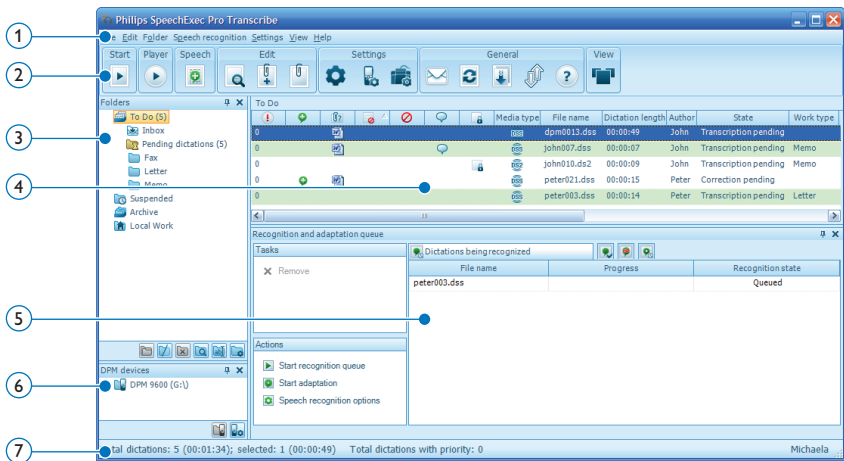 Philips SpeechExec Pro Transcribe
1
Edit Folder Speech recognition Settings View Help
Start Player Speech Edit Settings General View
2
?
Folders
To Do
3
To Do (5)
Media type File name Dictation length Author State Work type
Inbox
0 DSS dpm0013.dss 00:00:49 John Transcription pending
Pending dictations (5)
0 DSS john007.dss 00:00:07 John Transcription pending Memo
Fax
0 DS2 john010.ds2 00:00:09 John Transcription pending Memo
Letter
4
0 DSS peter021.dss 00:00:15 Peter Correction pending
Memo
0 DSS peter003.dss 00:00:14 Peter Transcription pending Letter
Suspended
Archive
Local Work
Recognition and adaptation queue
Tasks
Dictations being recognized
Remove
File name Progress Recognition state
peter003.dss Queued
5
Actions
Start recognition queue
Start adaptation
Speech recognition options
DPM devices
6
DPM 9600 (G:\)
7
tal dictations: 5 (00:01:34); selected: 1 (00:00:49) Total dictations with priority: 0 Michaela